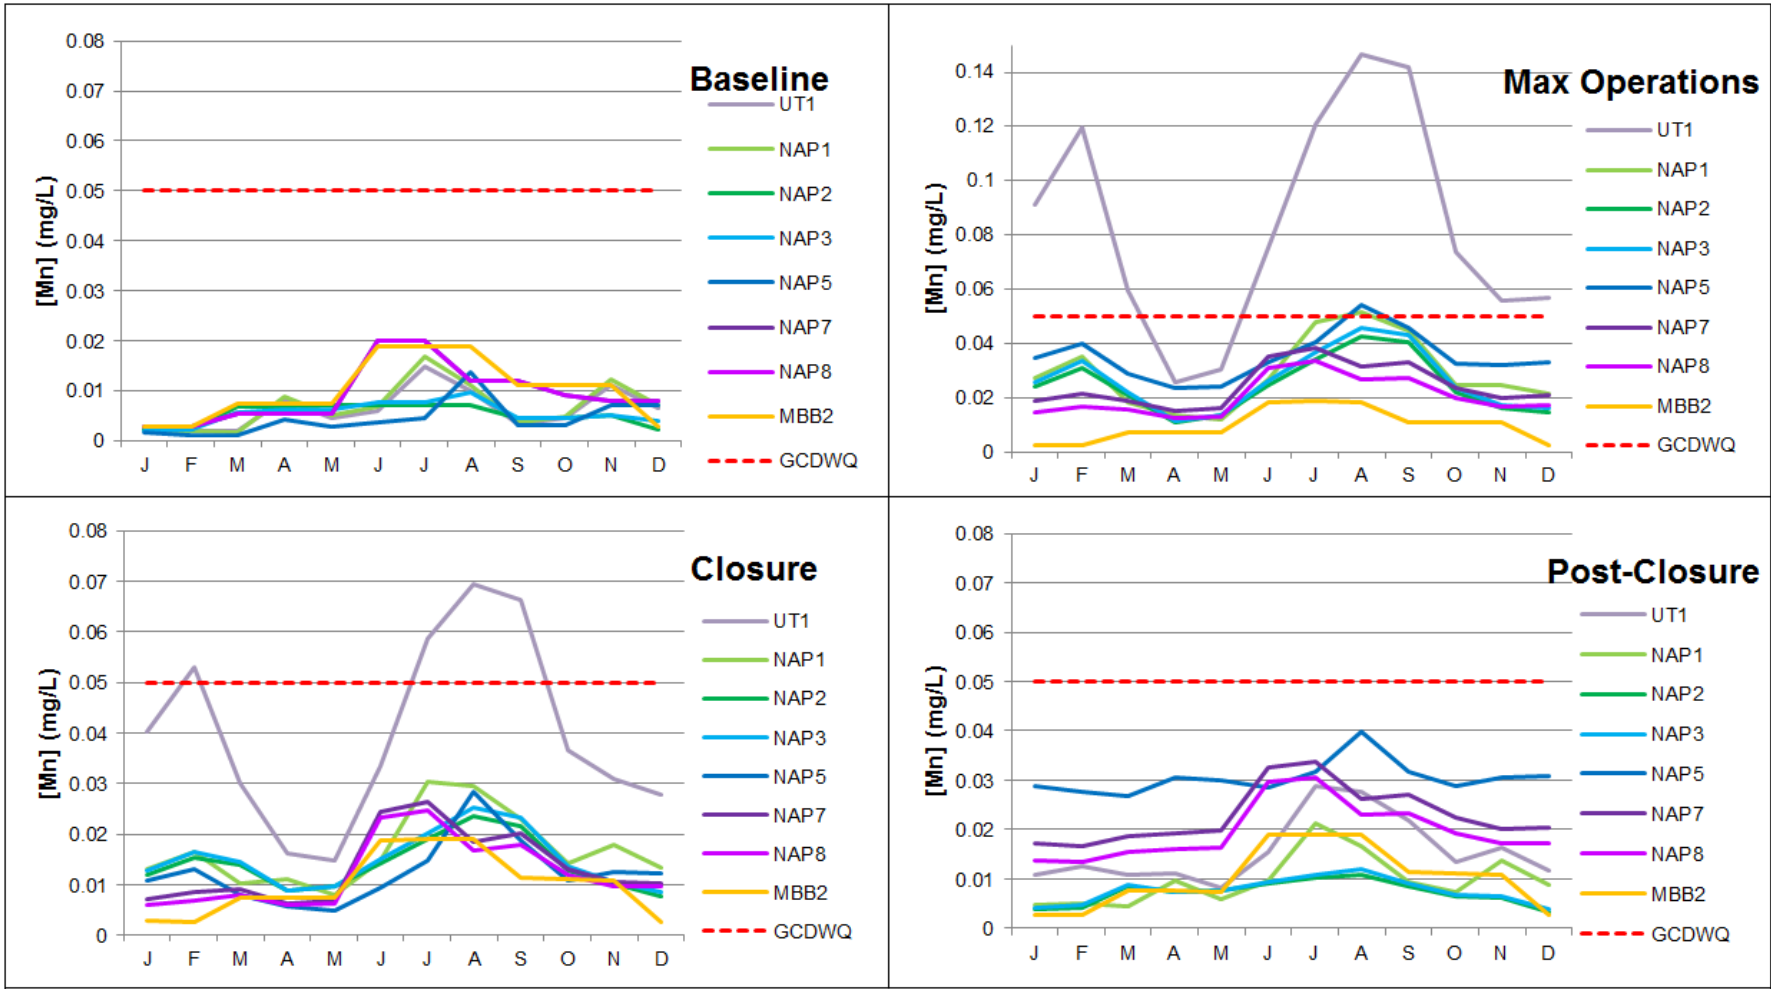 Baseline
[Mn] (mg/L)
0.08
0.07
0.06
0.05
0.04
0.03
0.02
0.01
0
J F M A M J J A S O N D
UT1
NAP1
NAP2
NAP3
NAP5
NAP7
NAP8
MBB2
GCDWQ
Max Operations
[Mn] (mg/L)
0.14
0.12
0.1
0.08
0.06
0.04
0.02
0
J F M A M J J A S O N D
UT1
NAP1
NAP2
NAP3
NAP5
NAP7
NAP8
MBB2
GCDWQ
Closure
[Mn] (mg/L)
0.08
0.07
0.06
0.05
0.04
0.03
0.02
0.01
0
J F M A M J J A S O N D
UT1
NAP1
NAP2
NAP3
NAP5
NAP7
NAP8
MBB2
GCDWQ
Post-Closure
[Mn] (mg/L)
0.08
0.07
0.06
0.05
0.04
0.03
0.02
0.01
0
J F M A M J J A S O N D
UT1
NAP1
NAP2
NAP3
NAP5
NAP7
NAP8
MBB2
GCDWQ